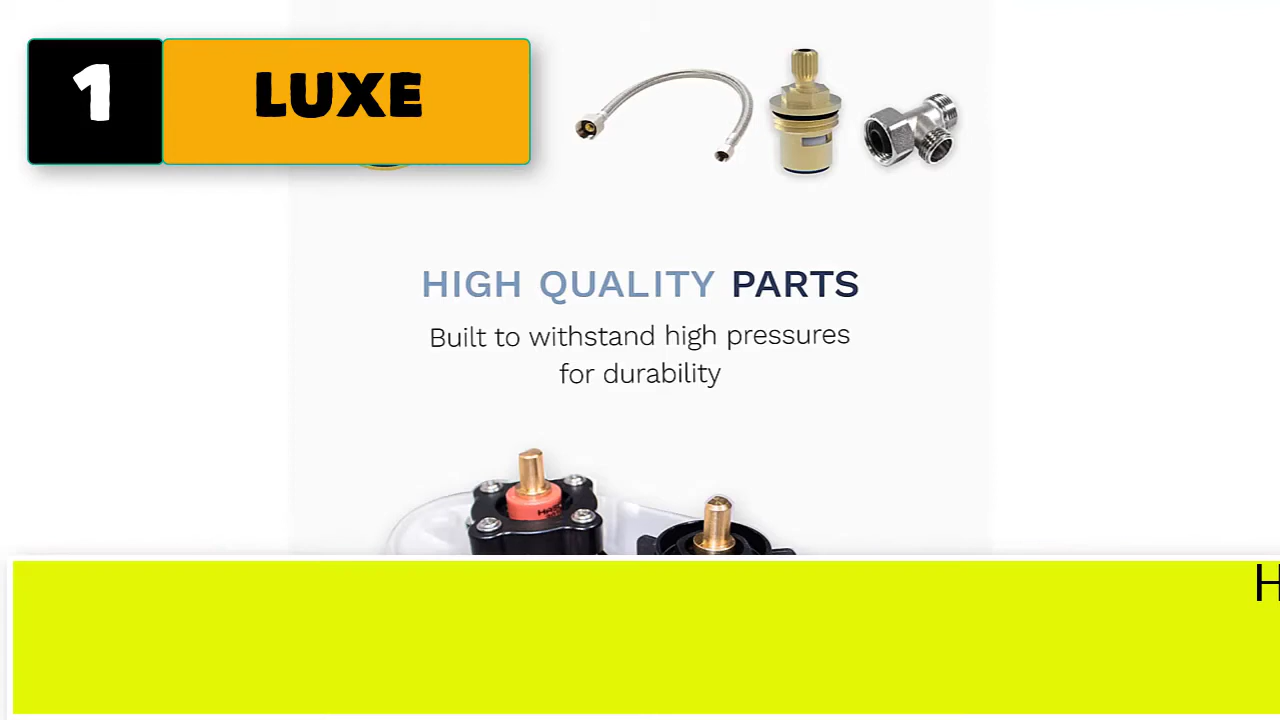 1
LUXE
HIGH QUALITY PARTS
Built to withstand high pressures
for durability
H